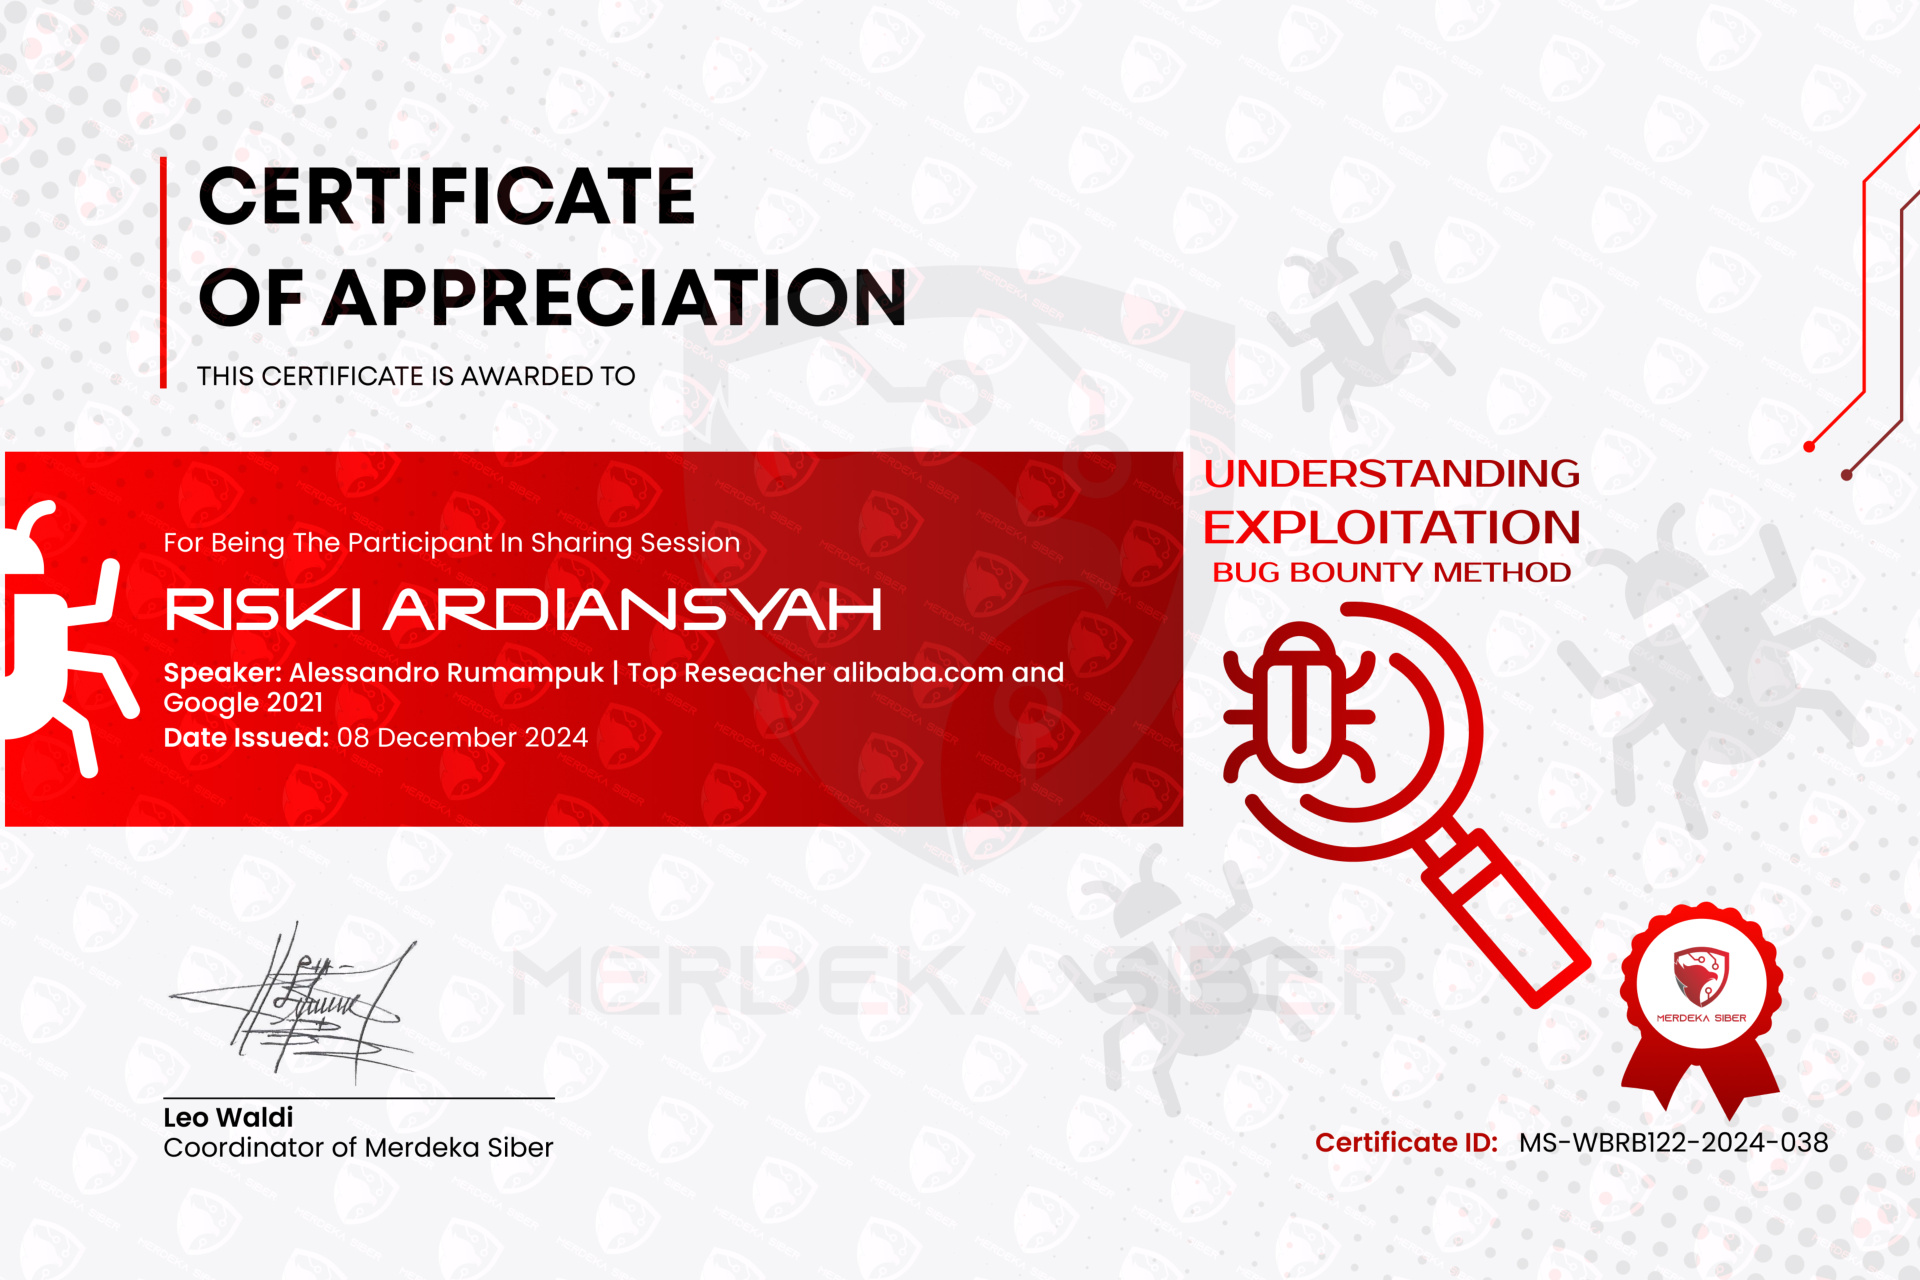 CERTIFICATE
OF APPRECIATION
THIS CERTIFICATE IS AWARDED TO
For Being The Participant In Sharing Session
RISKI ARDIANSYAH
Speaker: Alessandro Rumampuk | Top Reseacher alibaba.com and
Google 2021
Date Issued: 08 December 2024
UNDERSTANDING
EXPLOITATION
BUG BOUNTY METHOD
MERDEKA SIBER
MERDEKA SIBER
Leo Waldi
Coordinator of Merdeka Siber
Certificate ID: MS-WBRB122-2024-038